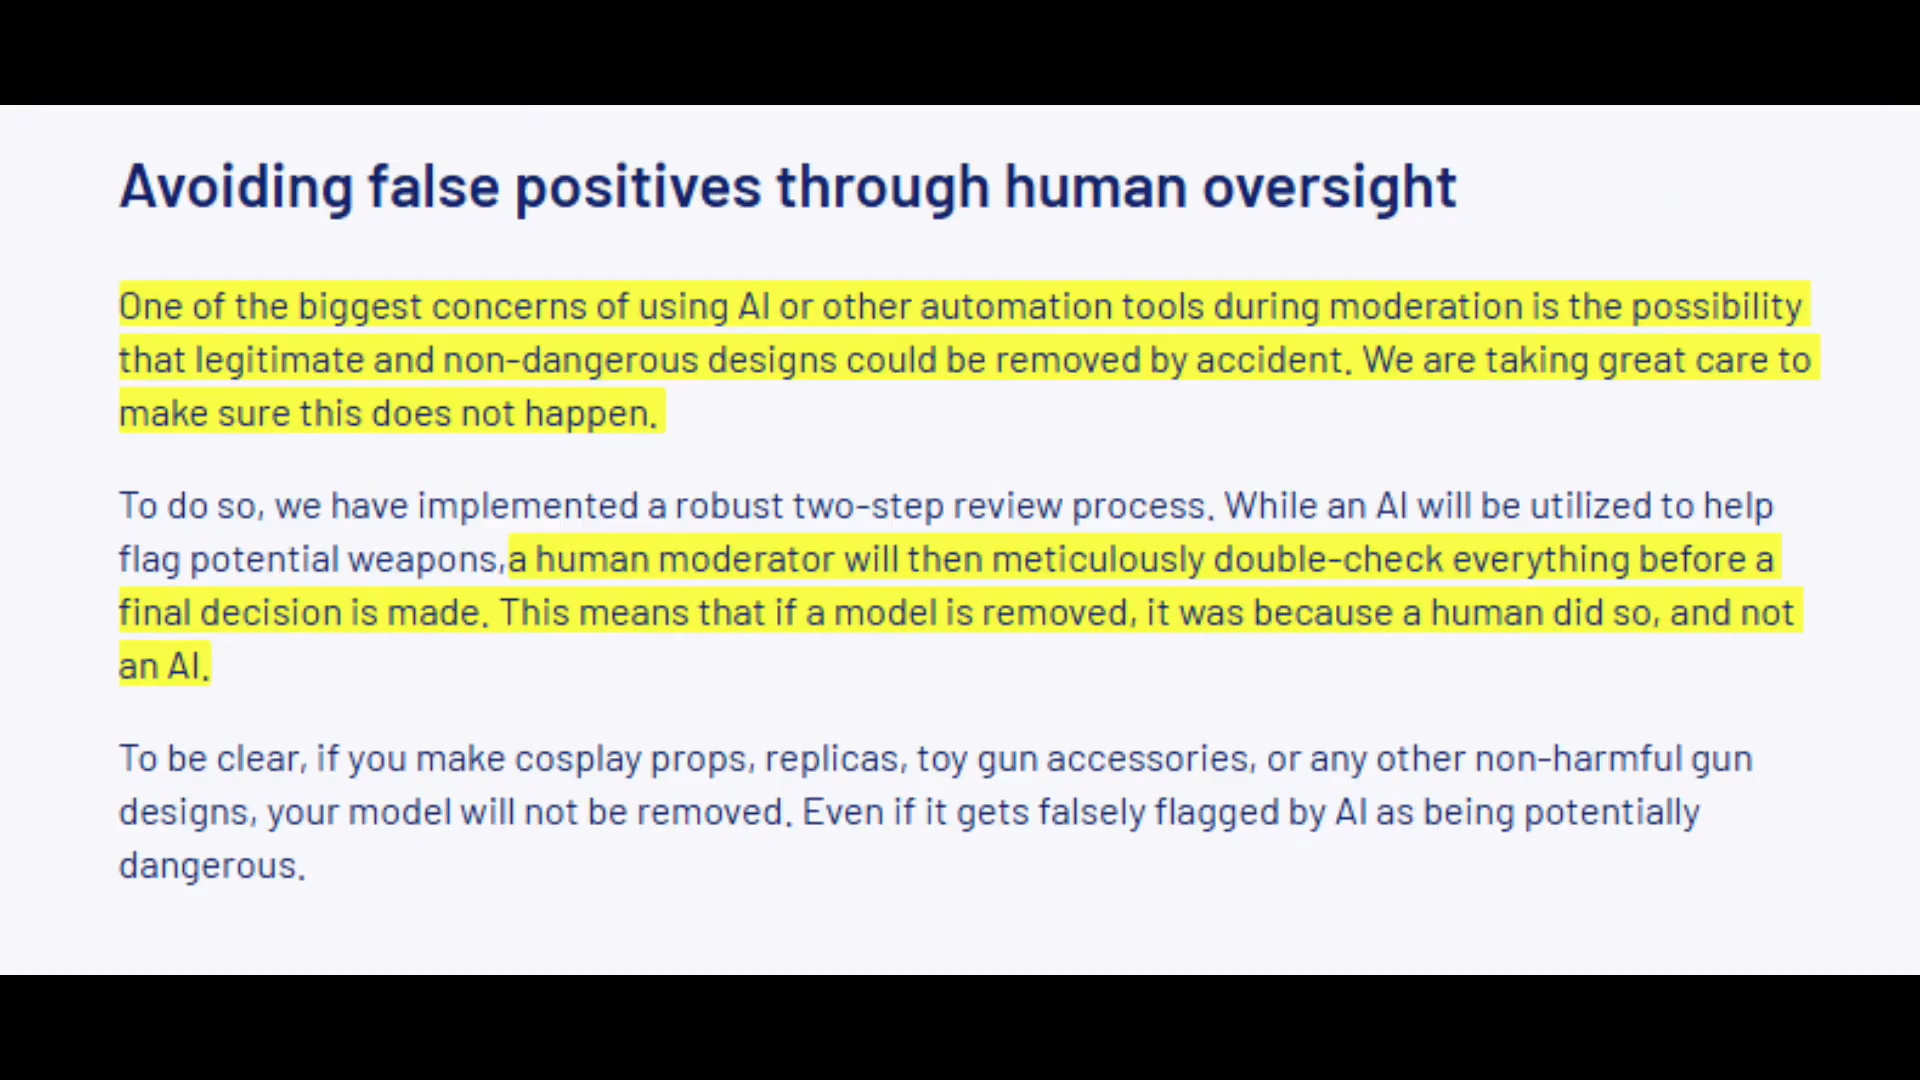 Avoiding false positives through human oversight
One of the biggest concerns of using AI or other automation tools during moderation is the possibility
that legitimate and non-dangerous designs could be removed by accident. We are taking great care to
make sure this does not happen.
To do so, we have implemented a robust two-step review process. While an AI will be utilized to help
flag potential weapons,a human moderator will then meticulously double-check everything before a
final decision is made. This means that if a model is removed, it was because a human did so, and not
an AI.
To be clear, if you make cosplay props, replicas, toy gun accessories, or any other non-harmful gun
designs, your model will not be removed. Even if it gets falsely flagged by AI as being potentially
dangerous.